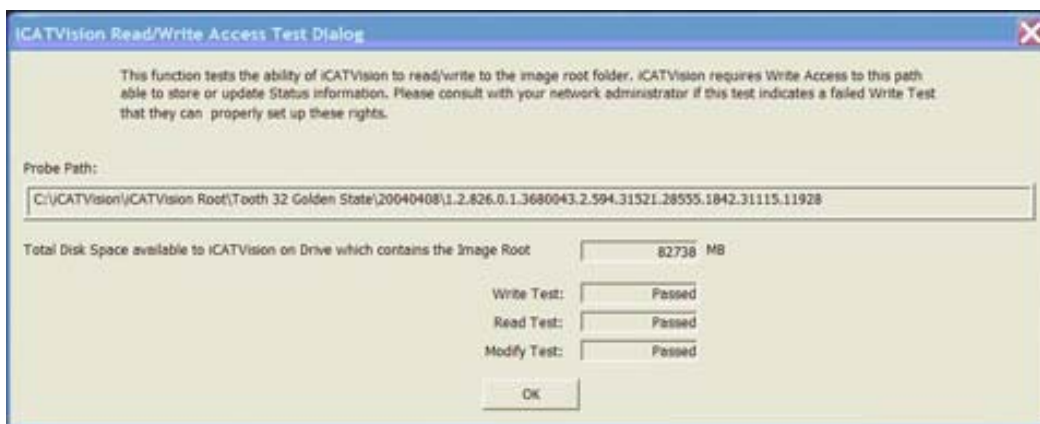 iCATVision Read/Write Access Test Dialog
This function tests the ability of iCATVision to read/write to the image root folder. iCATVision requires Write Access to this path
able to store or update Status information. Please consult with your network administrator if this test indicates a failed Write Test
that they can properly set up these rights.
Probe Path:
C:\iCATVision\iCATVision Root\Tooth 32 Golden State\20040408\1.2.826.0.1.3680043.2.594.31521.28555.1842.31115.11928
Total Disk Space available to iCATVision on Drive which contains the Image Root 82738 MB
Write Test: Passed
Read Test: Passed
Modify Test: Passed
OK